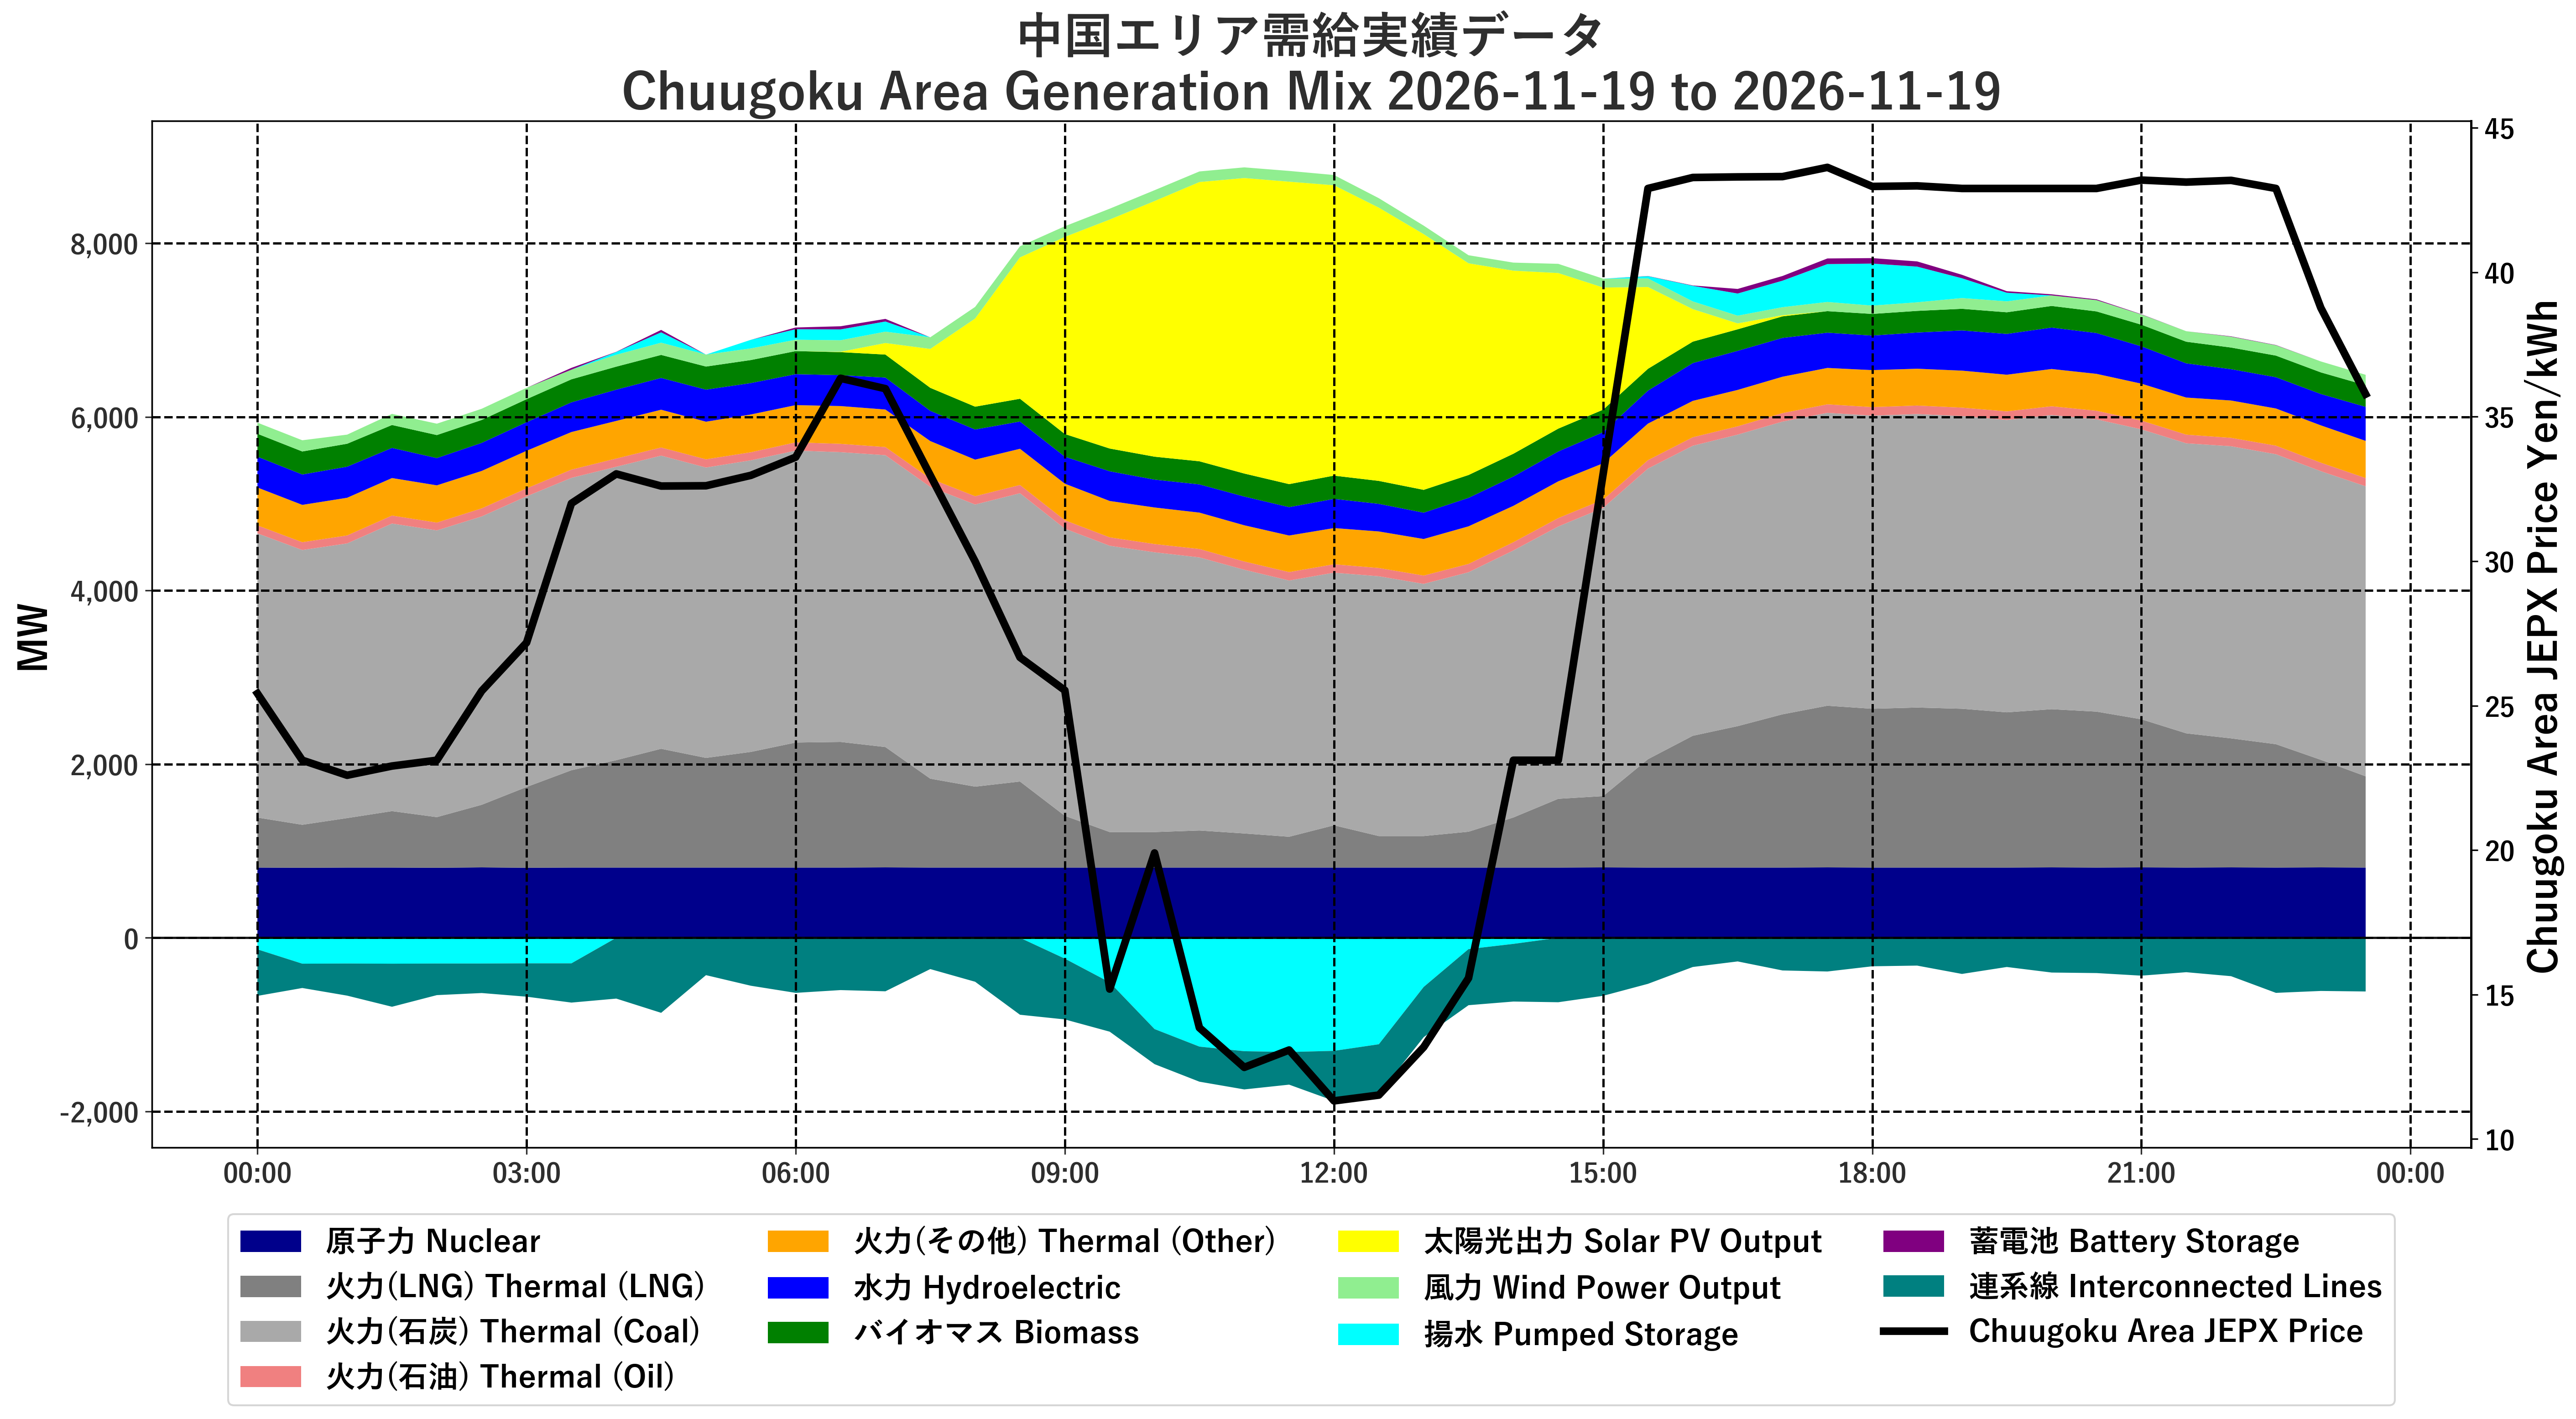 中国エリア需給実績データ
Chuugoku Area Generation Mix 2026-11-19 to 2026-11-19
MW
8,000
6,000
4,000
2,000
0
-2,000
45
40
35
30
25
20
15
10
Chuugoku Area JEPX Price Yen/kWh
00:00 03:00 06:00 09:00 12:00 15:00 18:00 21:00 00:00
原子力 Nuclear
火力(LNG) Thermal (LNG)
火力(石炭) Thermal (Coal)
火力(石油) Thermal (Oil)
火力(その他) Thermal (Other)
水力 Hydroelectric
バイオマス Biomass
太陽光出力 Solar PV Output
風力 Wind Power Output
揚水 Pumped Storage
蓄電池 Battery Storage
連系線 Interconnected Lines
Chuugoku Area JEPX Price